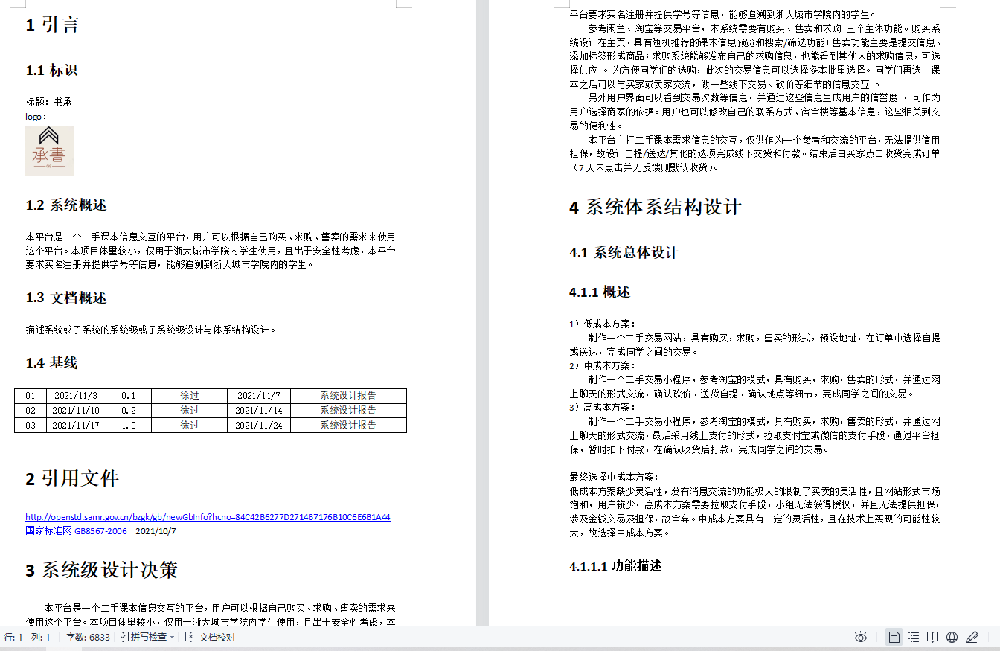 1 引言
1.1 标识
标题：书承
logo：
承書
1.2 系统概述
本平台是一个二手课本信息交互的平台，用户可以根据自己购买、求购、售卖的需求来使用
这个平台。本项目体量较小，仅用于浙大城市学院内学生使用，且出于安全性考虑，本平台
要求实名注册并提供学号等信息，能够追溯到浙大城市学院内的学生。
1.3 文档概述
描述系统或子系统的系统级或子系统级设计与体系结构设计。
1.4 基线
01 2021/11/3 0.1 徐过 2021/11/7 系统设计报告
02 2021/11/10 0.2 徐过 2021/11/14 系统设计报告
03 2021/11/17 1.0 徐过 2021/11/24 系统设计报告
2 引用文件
http://openstd.samr.gov.cn/bzgk/gb/newGbInfo?hcno=84C42B6277D2714B7176B10C6E6B1A44
国家标准网 GB8567-2006 2021/10/7
3 系统级设计决策
本平台是一个二手课本信息交互的平台，用户可以根据自己购买、求购、售卖的需求来
使用这个平台。本项目体量较小，仅用于浙大城市学院内学生使用，且出于安全性考虑，本
平台要求实名注册并提供学号等信息，能够追溯到浙大城市学院内的学生。
参考闲鱼、淘宝等交易平台，本系统需要有购买、售卖和求购 三个主体功能。购买系
统设计在主页，具有随机推荐的课本信息预览和搜索/筛选功能；售卖功能主要是提交信息、
添加标签形成商品；求购系统能够发布自己的求购信息，也能看到其他人的求购信息，可选
择供应 。为方便同学们的选购，此次的交易信息可以选择多本批量选择。同学们再选中课
本之后可以与买家或卖家交流，做一些线下交易、砍价等细节的信息交互 。
另外用户界面可以看到交易次数等信息，并通过这些信息生成用户的信誉度 ，可作为
用户选择商家的依据。用户也可以修改自己的联系方式、宿舍楼等基本信息，这些相关到交
易的便利性。
本平台主打二手课本需求信息的交互，仅供作为一个参考和交流的平台，无法提供信用
担保，故设计自提/送达/其他的选项完成线下交货和付款。结束后由买家点击收货完成订单
（7 天未点击并无反馈则默认收货）。
4 系统体系结构设计
4.1 系统总体设计
4.1.1 概述
1）低成本方案：
制作一个二手交易网站，具有购买，求购，售卖的形式，预设地址，在订单中选择自提
或送达，完成同学之间的交易。
2）中成本方案：
制作一个二手交易小程序，参考淘宝的模式，具有购买，求购，售卖的形式，并通过网
上聊天的形式交流，确认砍价、送货自提、确认地点等细节，完成同学之间的交易。
3）高成本方案：
制作一个二手交易小程序，参考淘宝的模式，具有购买，求购，售卖的形式，并通过网
上聊天的形式交流，最后采用线上支付的形式，拉取支付宝或微信的支付手段，通过平台担
保，暂时扣下付款，在确认收货后打款，完成同学之间的交易。
最终选择中成本方案：
低成本方案缺少灵活性，没有消息交流的功能极大的限制了买卖的灵活性，且网站形式市场
饱和，用户较少，高成本方案需要拉取支付手段，小组无法获得授权，并且无法提供担保，
涉及金钱交易及担保，故舍弃。中成本方案具有一定的灵活性，且在技术上实现的可能性较
大，故选择中成本方案。
4.1.1.1 功能描述
行: 1 列: 1 字数: 6833 拼写检查 文档校对